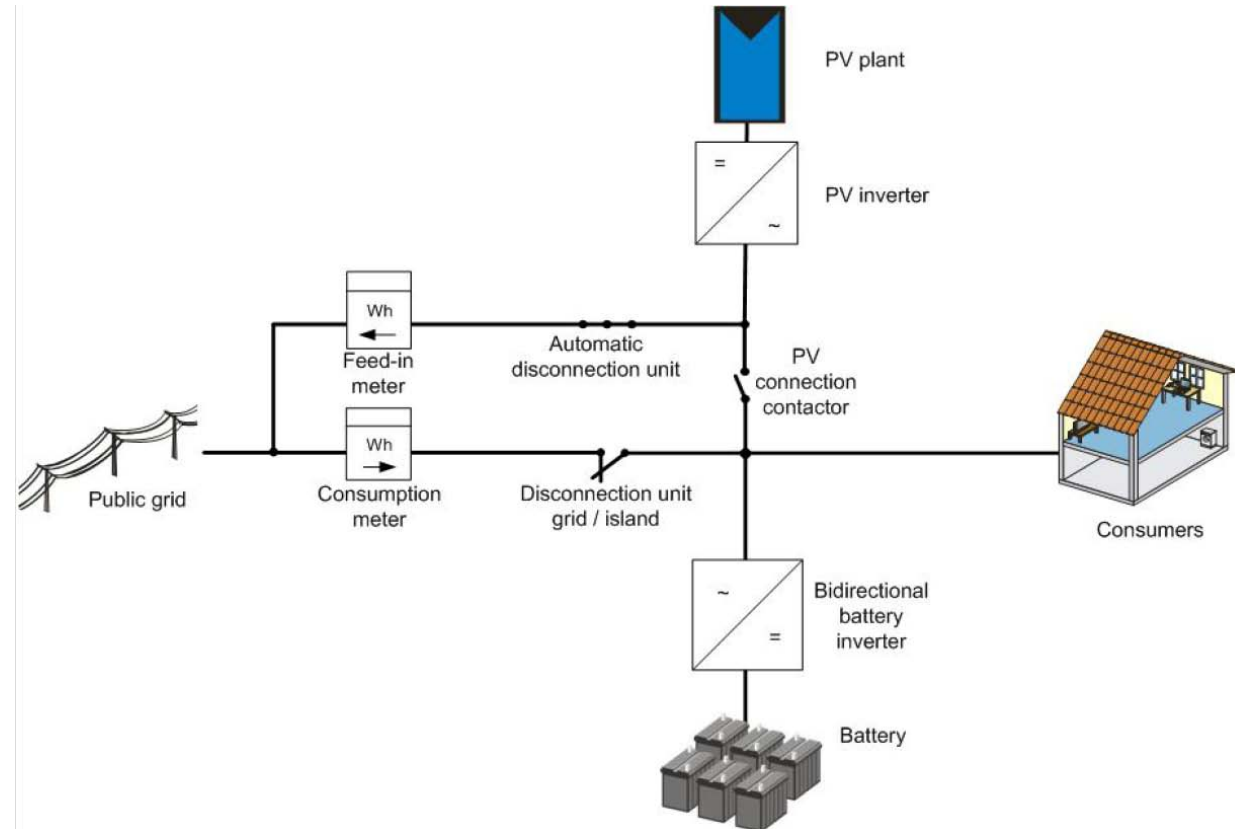 PV plant
=
PV inverter
~
Wh
Feed-in
meter
Automatic
disconnection unit
PV
connection
contactor
Public grid
Wh
Consumption
meter
Disconnection unit
grid / island
Consumers
~
=
Bidirectional
battery
inverter
Battery